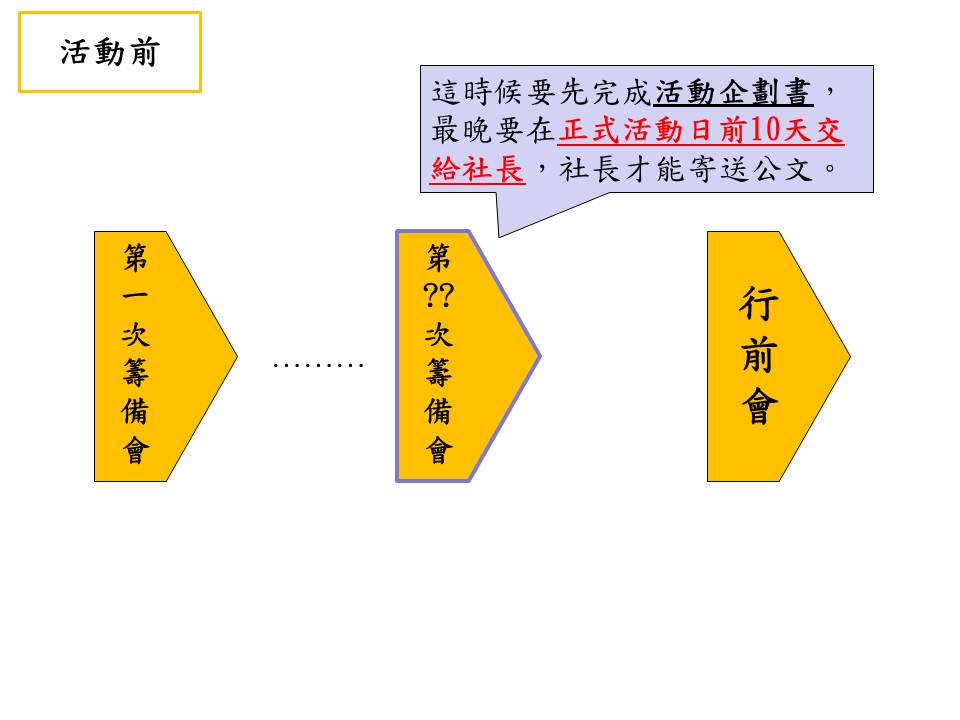 活動前
這時候要先完成活動企劃書，
最晚要在正式活動日前10天交
給社長，社長才能寄送公文。
第一次籌備會
………
第??次籌備會
行前會